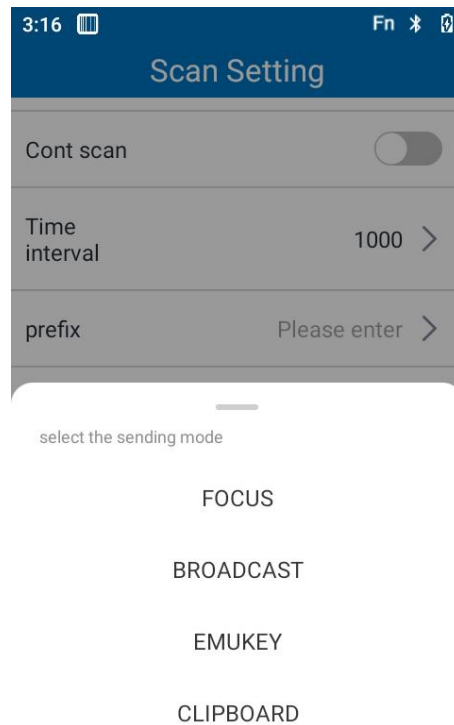 3:16 Fn
Scan Setting
Cont scan
Time
interval
1000
prefix
Please enter
select the sending mode
FOCUS
BROADCAST
EMUKEY
CLIPBOARD